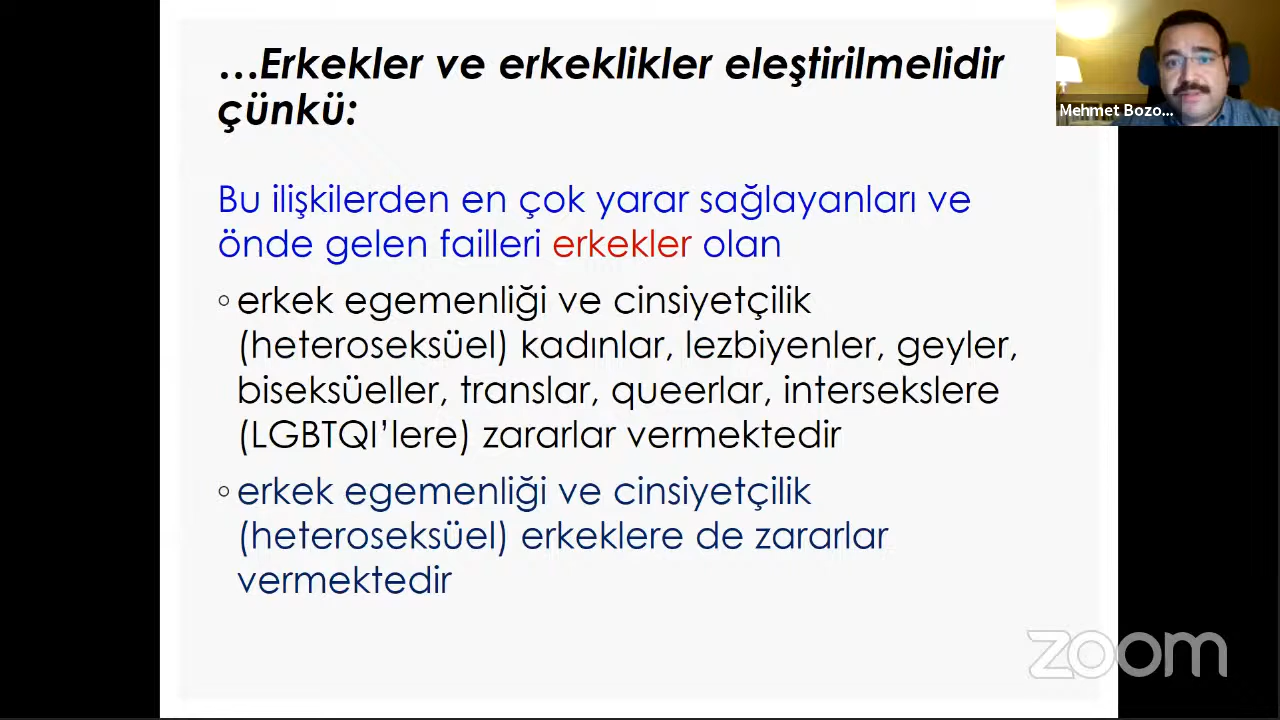 …Erkekler ve erkeklikler eleştirilmelidir
çünkü:
Bu ilişkilerden en çok yarar sağlayanları ve
önde gelen failleri erkekler olan
◦ erkek egemenliği ve cinsiyetçilik
(heteroseksüel) kadınlar, lezbiyenler, geyler,
biseksüeller, translar, queerlar, intersekslere
(LGBTQI’lere) zararlar vermektedir
◦ erkek egemenliği ve cinsiyetçilik
(heteroseksüel) erkeklere de zararlar
vermektedir
Mehmet Bozo...
zoom